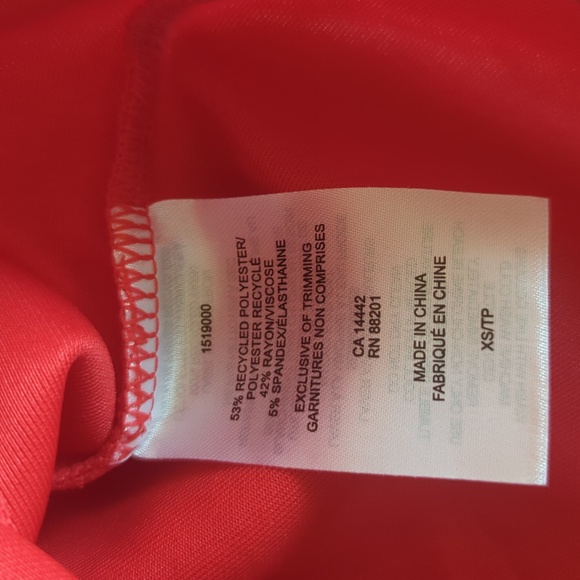 1519000
53% RECYCLED POLYESTER/
POLYESTER RECYCLÉ
42% RAYON/VISCOSE
5% SPANDEX/ÉLASTHANNE
EXCLUSIVE OF TRIMMING
GARNITURES NON COMPRISES
CA 14442
RN 88201
MADE IN CHINA
FABRIQUÉ EN CHINE
XS/TP